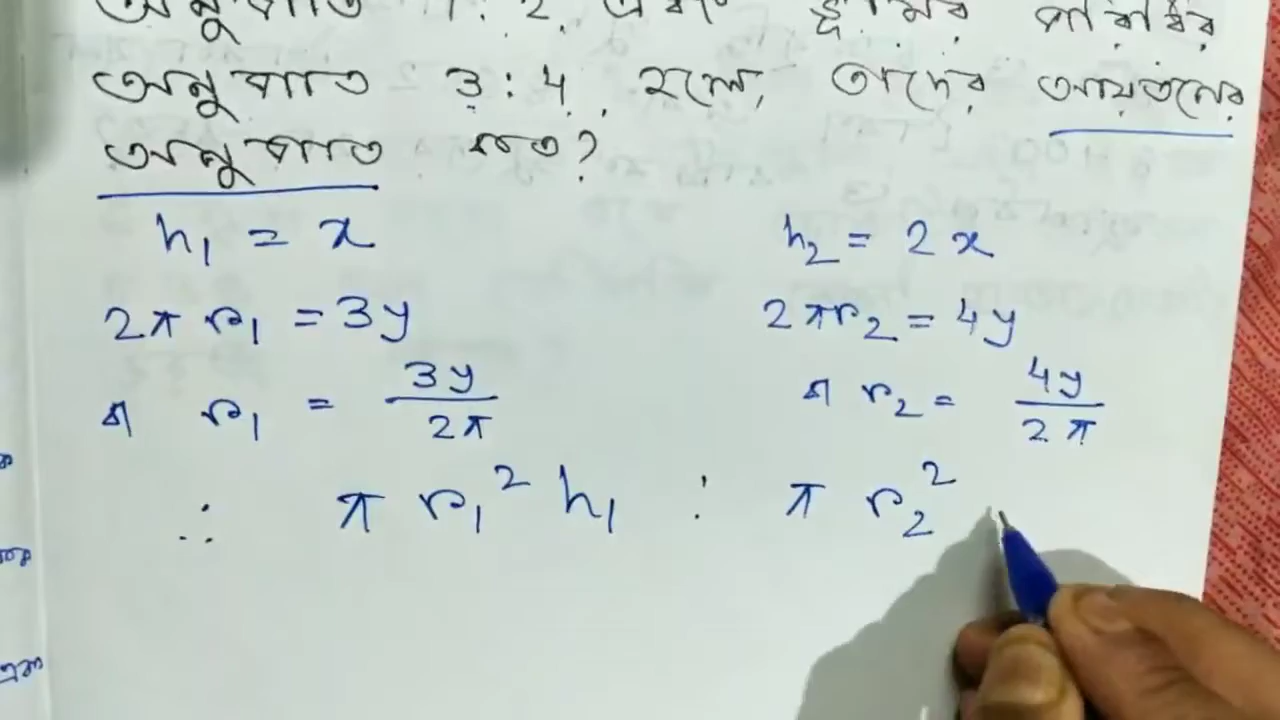 অনুপাত 1:2 এবং ভূমির পরিধির
অনুপাত 3:4 হলে, তাদের আয়তনের
অনুপাত কত?
h₁ = x h₂ = 2x
2π r₁ = 3y 2πr₂ = 4y
বা r₁ = 3y/2π বা r₂ = 4y/2π
∴ π r₁² h₁ : π r₂²